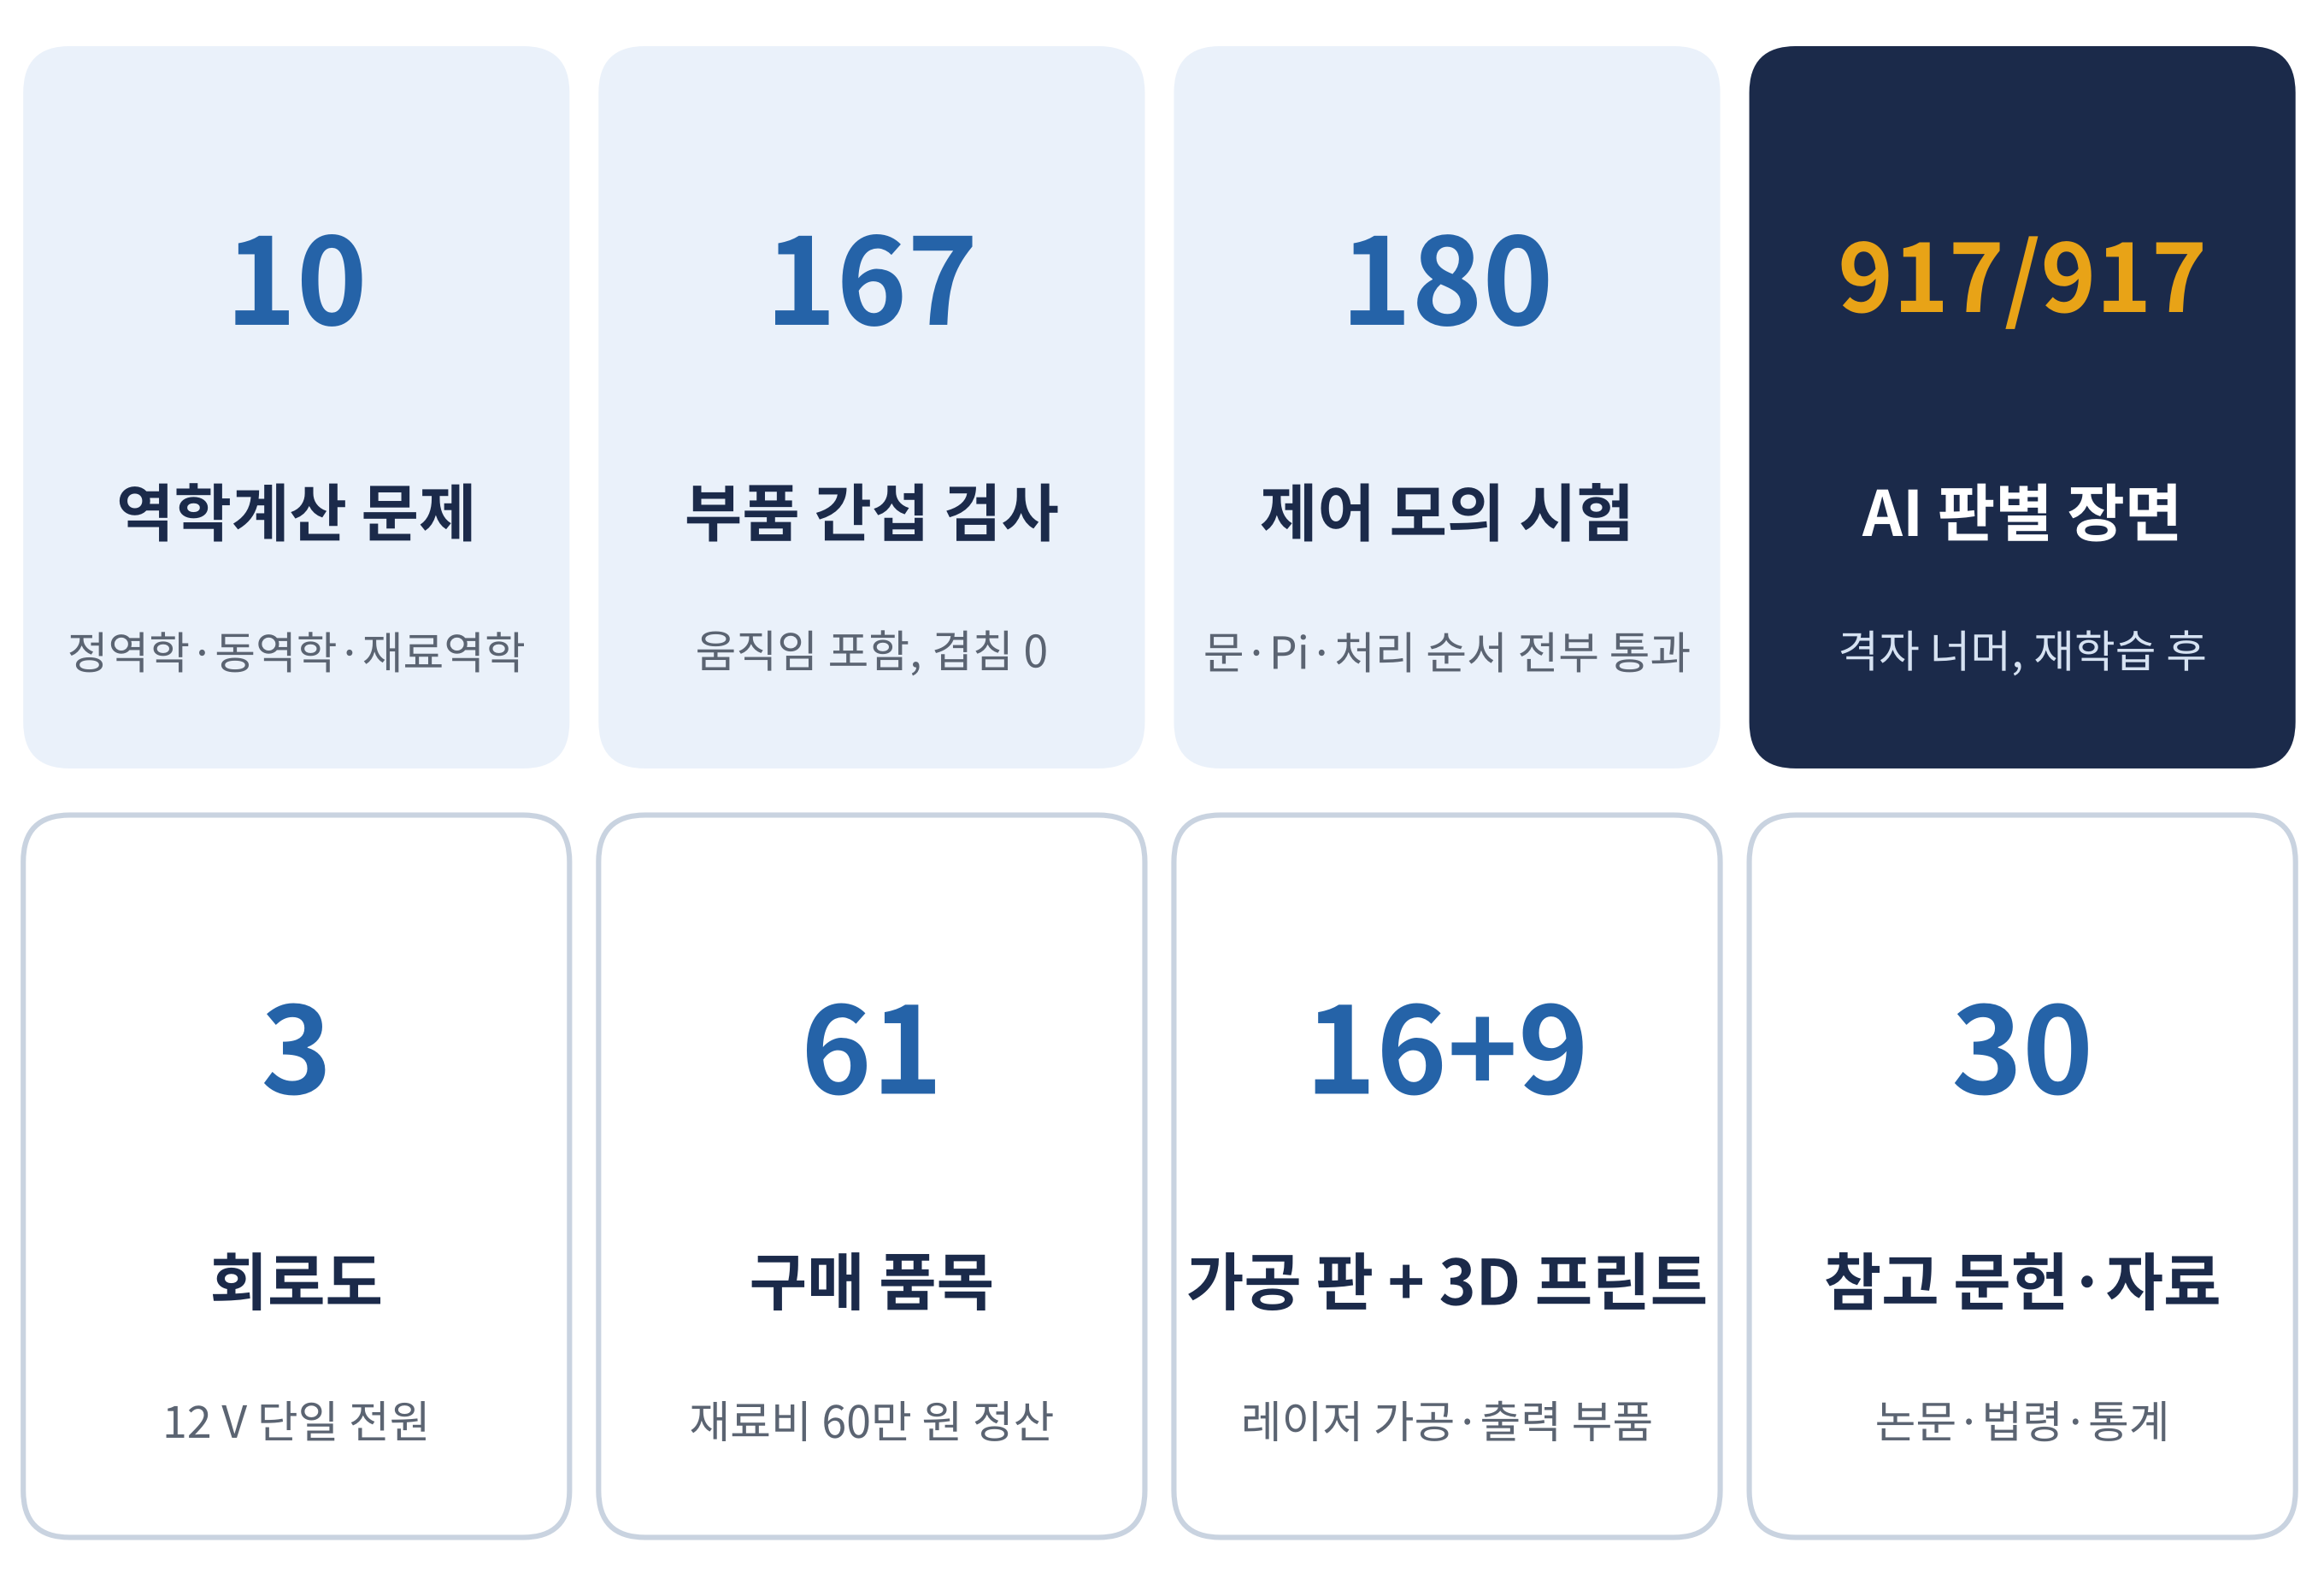 10
역학계산 문제
정역학·동역학·재료역학
167
부품 간섭 검사
움직임 포함, 겹침 0
180
제어 모의 시험
문·Pi·처리 순서 전부 통과
917/917
AI 판물 송면
격자 너머, 재학습 후
3
회로도
12 V 단일 전원
61
구매 품목
재료비 60만 원 정산
16+9
가공 판 + 3D 프린트
레이저 가공·출력 부품
30
참고 문헌·자료
논문·법령·통계